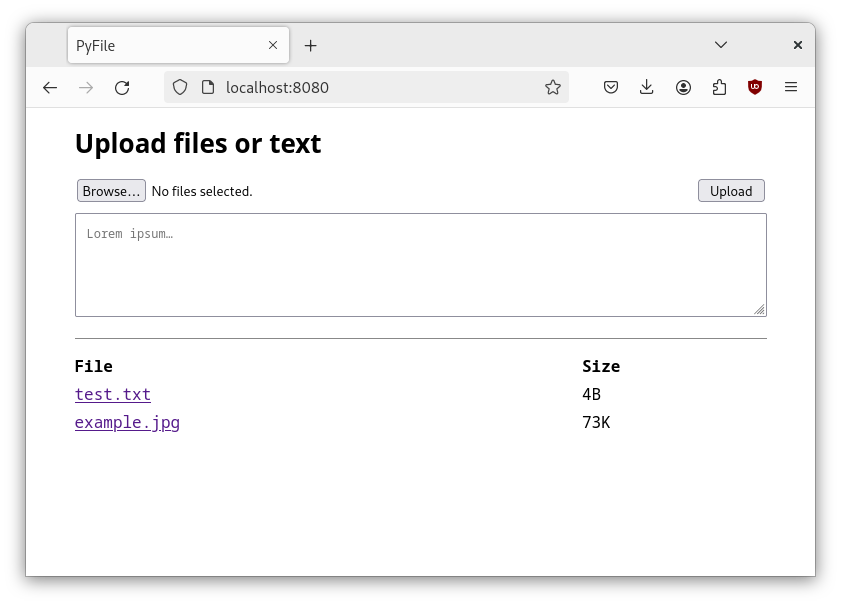 PyFile
localhost:8080
Upload files or text
Browse… No files selected. Upload
Lorem ipsum…
File Size
test.txt 4B
example.jpg 73K